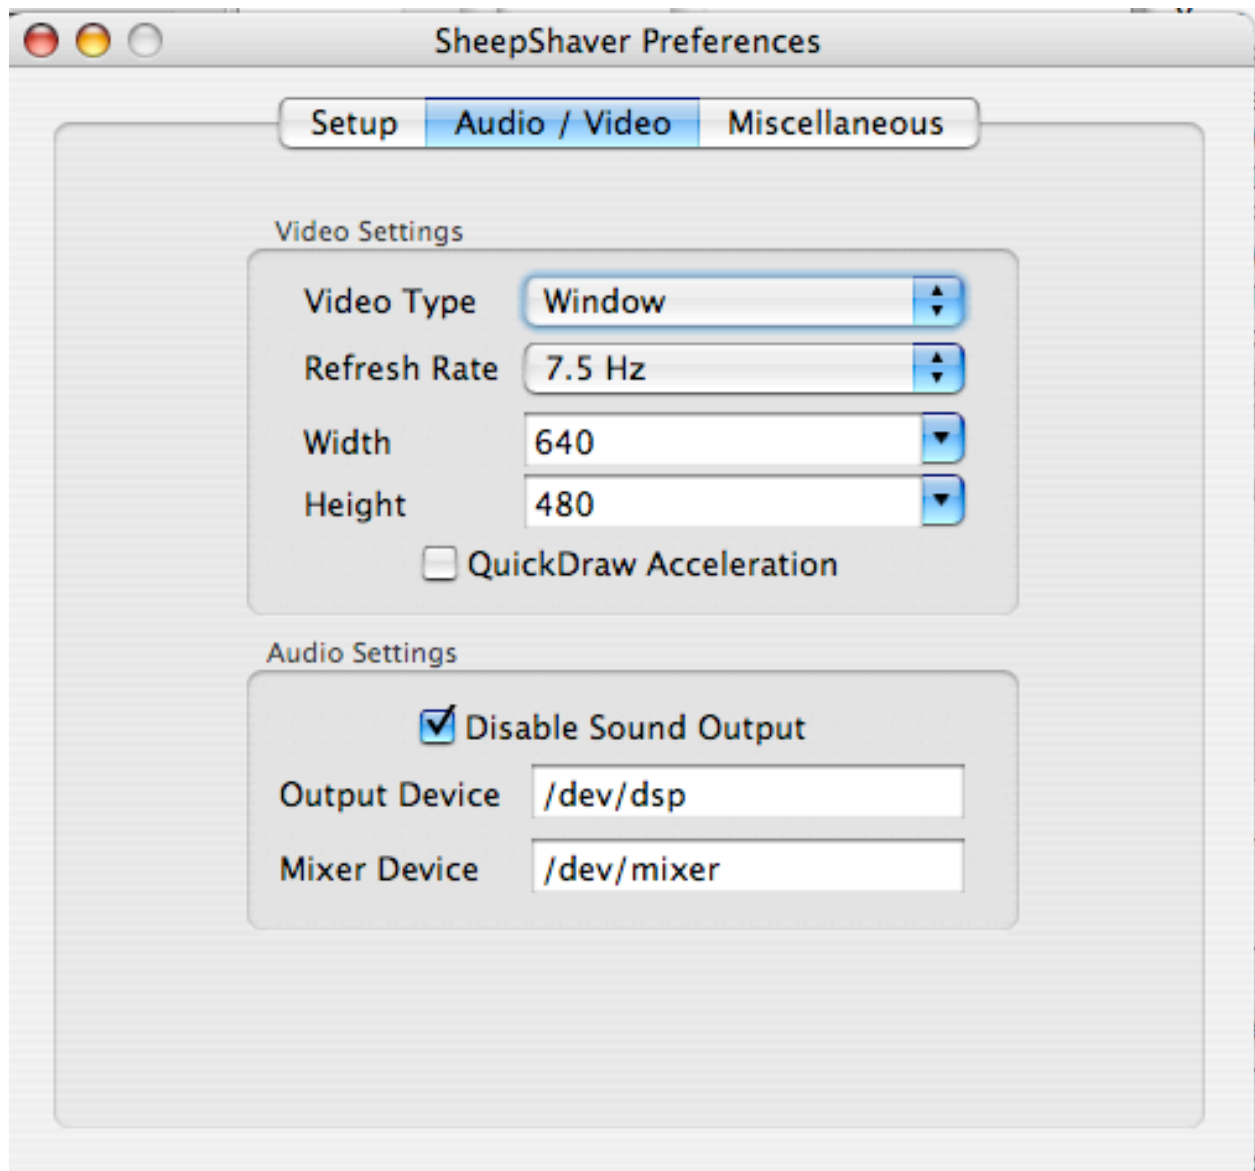 SheepShaver Preferences
Setup Audio / Video Miscellaneous
Video Settings
Video Type Window
Refresh Rate 7.5 Hz
Width 640
Height 480
QuickDraw Acceleration
Audio Settings
Disable Sound Output
Output Device /dev/dsp
Mixer Device /dev/mixer